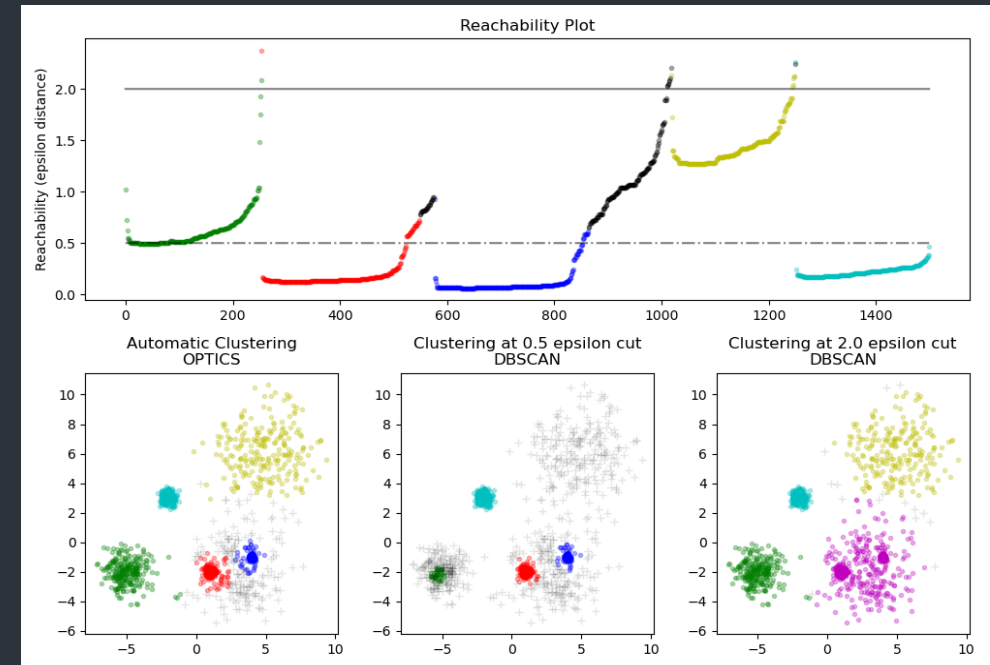 Reachability Plot
Reachability (epsilon distance)
2.0
1.5
1.0
0.5
0.0
0 200 400 600 800 1000 1200 1400
Automatic Clustering
OPTICS
Clustering at 0.5 epsilon cut
DBSCAN
Clustering at 2.0 epsilon cut
DBSCAN
10 10 10
8 8 8
6 6 6
4 4 4
2 2 2
0 0 0
−2 −2 −2
−4 −4 −4
−6 −6 −6
−5 0 5 10 −5 0 5 10 −5 0 5 10